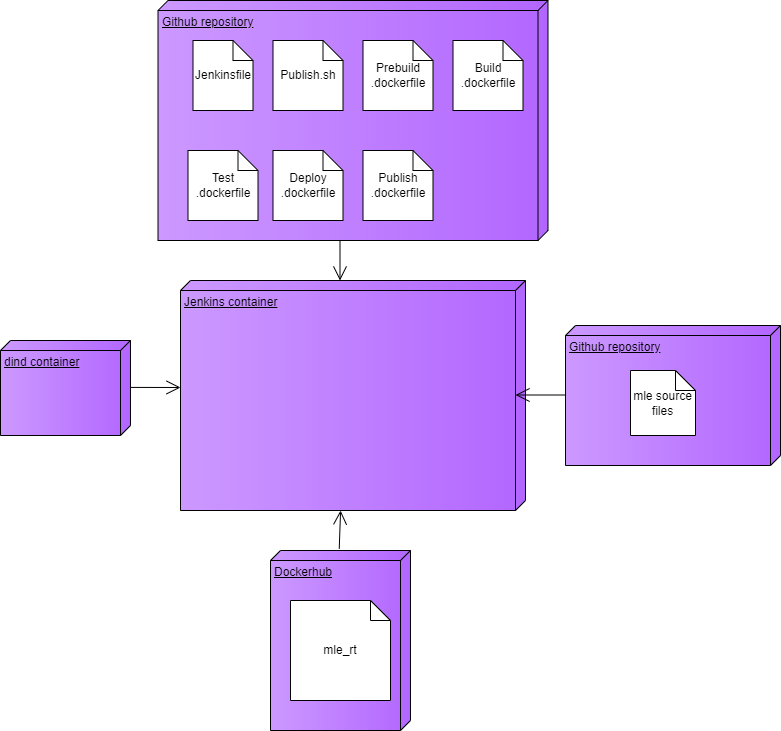 Github repository
Jenkinsfile
Publish.sh
Prebuild
.dockerfile
Build
.dockerfile
Test
.dockerfile
Deploy
.dockerfile
Publish
.dockerfile
Jenkins container
dind container
Github repository
mle source
files
Dockerhub
mle_rt